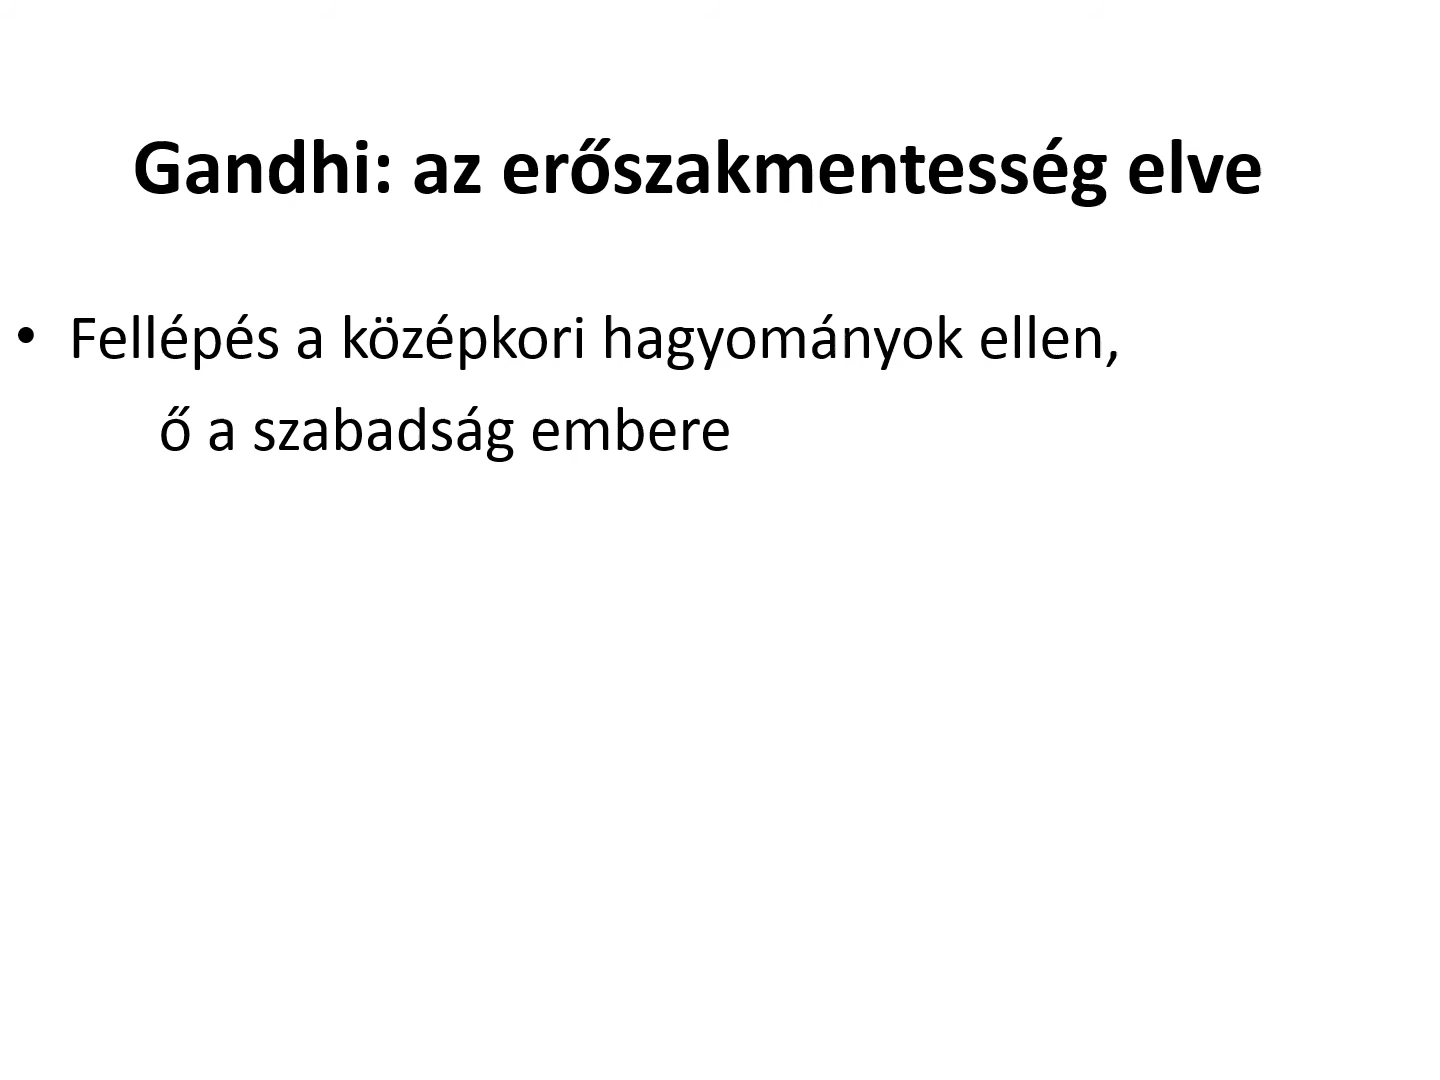 Gandhi: az erőszakmentesség elve
• Fellépés a középkori hagyományok ellen,
ő a szabadság embere